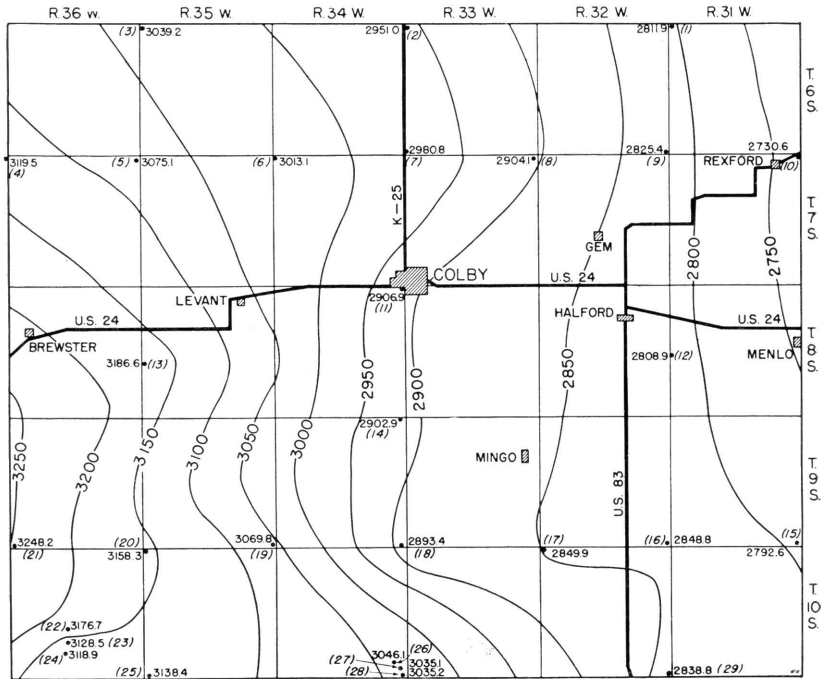 R.36 W. R.35 W. R.34 W. R.33 W. R.32 W. R.31 W.
(3) 3039.2
2951.0 (2)
2811.9 (1)
T. 6 S.
3119.5 (4)
(5) 3075.1
(6) 3013.1
2980.8 (7)
2904.1 (8)
2825.4 (9)
2730.6 (10)
REXFORD
K-25
T. 7 S.
GEM
2800
2750
COLBY
U.S. 24
LEVANT
2906.9 (11)
HALFORD
U.S. 24
U.S. 24
BREWSTER
MENLO
T. 8 S.
3186.6 (13)
2808.9 (12)
2950
2900
2850
2902.9 (14)
3250
3200
3150
3100
3050
3000
MINGO
U.S. 83
T. 9 S.
3248.2 (21)
(20) 3158.3
3069.8 (19)
2893.4 (18)
(17) 2849.9
(16) 2848.8
(15) 2792.6
T. 10 S.
(22) 3176.7
3128.5 (23)
(24) 3118.9
(25) 3138.4
3046.1 (26)
(27) 3035.1
(28) 3035.2
2838.8 (29)